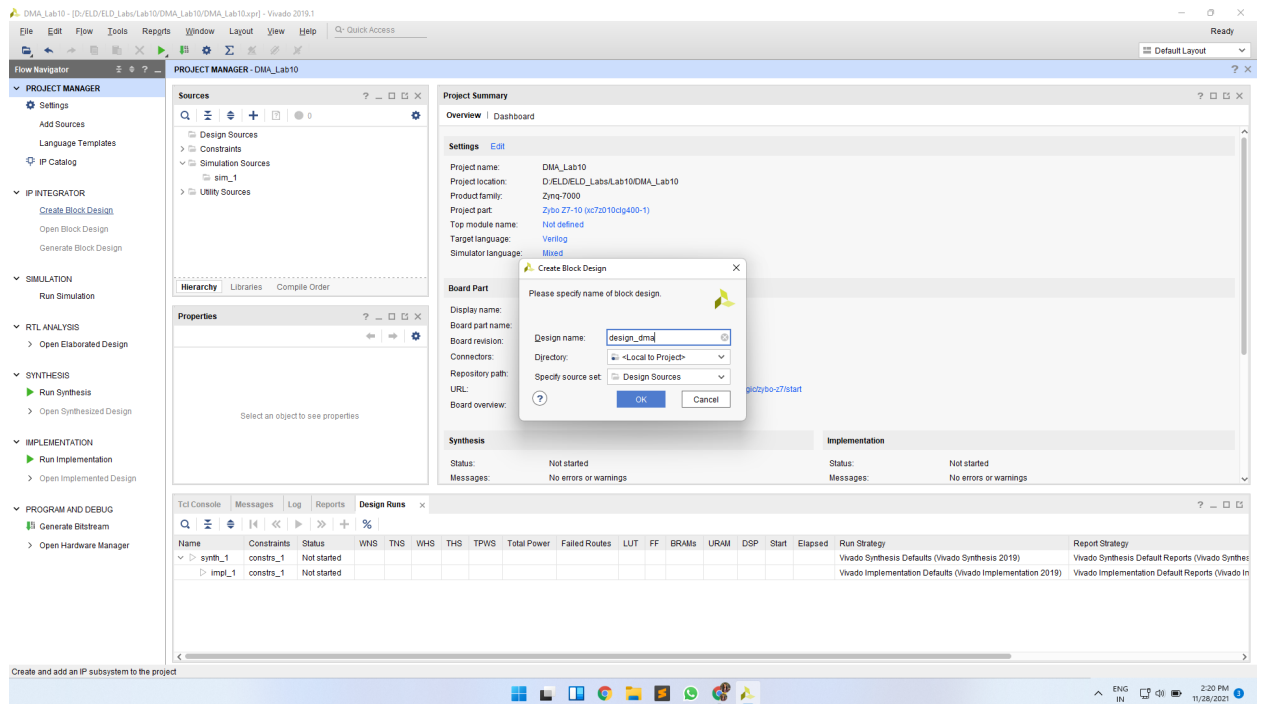 DMA_Lab10 - [D:/ELD/ELD_Labs/Lab10/DMA_Lab10/DMA_Lab10.xpr] - Vivado 2019.1
File Edit Flow Tools Reports Window Layout View Help Q- Quick Access Ready
Default Layout
Flow Navigator ? PROJECT MANAGER - DMA_Lab10 ?
PROJECT MANAGER
Settings
Add Sources
Language Templates
IP Catalog
IP INTEGRATOR
Create Block Design
Open Block Design
Generate Block Design
SIMULATION
Run Simulation
RTL ANALYSIS
Open Elaborated Design
SYNTHESIS
Run Synthesis
Open Synthesized Design
IMPLEMENTATION
Run Implementation
Open Implemented Design
PROGRAM AND DEBUG
Generate Bitstream
Open Hardware Manager
Sources ?
0
Design Sources
Constraints
Simulation Sources
sim_1
Utility Sources
Hierarchy Libraries Compile Order
Properties ?
Select an object to see properties
Project Summary ?
Overview | Dashboard
Settings Edit
Project name: DMA_Lab10
Project location: D:/ELD/ELD_Labs/Lab10/DMA_Lab10
Product family: Zynq-7000
Project part: Zybo Z7-10 (xc7z010clg400-1)
Top module name: Not defined
Target language: Verilog
Simulator language: Mixed
Board Part
Display name:
Board part name:
Board revision:
Connectors:
Repository path:
URL: gic/zybo-z7/start
Board overview:
Create Block Design
Please specify name of block design.
Design name: design_dma
Directory: <Local to Project>
Specify source set: Design Sources
? OK Cancel
Synthesis Implementation
Status: Not started Status: Not started
Messages: No errors or warnings Messages: No errors or warnings
Tcl Console Messages Log Reports Design Runs ?
%
Name Constraints Status WNS TNS WHS THS TPWS Total Power Failed Routes LUT FF BRAMs URAM DSP Start Elapsed Run Strategy Report Strategy
synth_1 constrs_1 Not started Vivado Synthesis Defaults (Vivado Synthesis 2019) Vivado Synthesis Default Reports (Vivado Synthes
impl_1 constrs_1 Not started Vivado Implementation Defaults (Vivado Implementation 2019) Vivado Implementation Default Reports (Vivado In
Create and add an IP subsystem to the project
ENG
IN
2:20 PM
11/28/2021
3